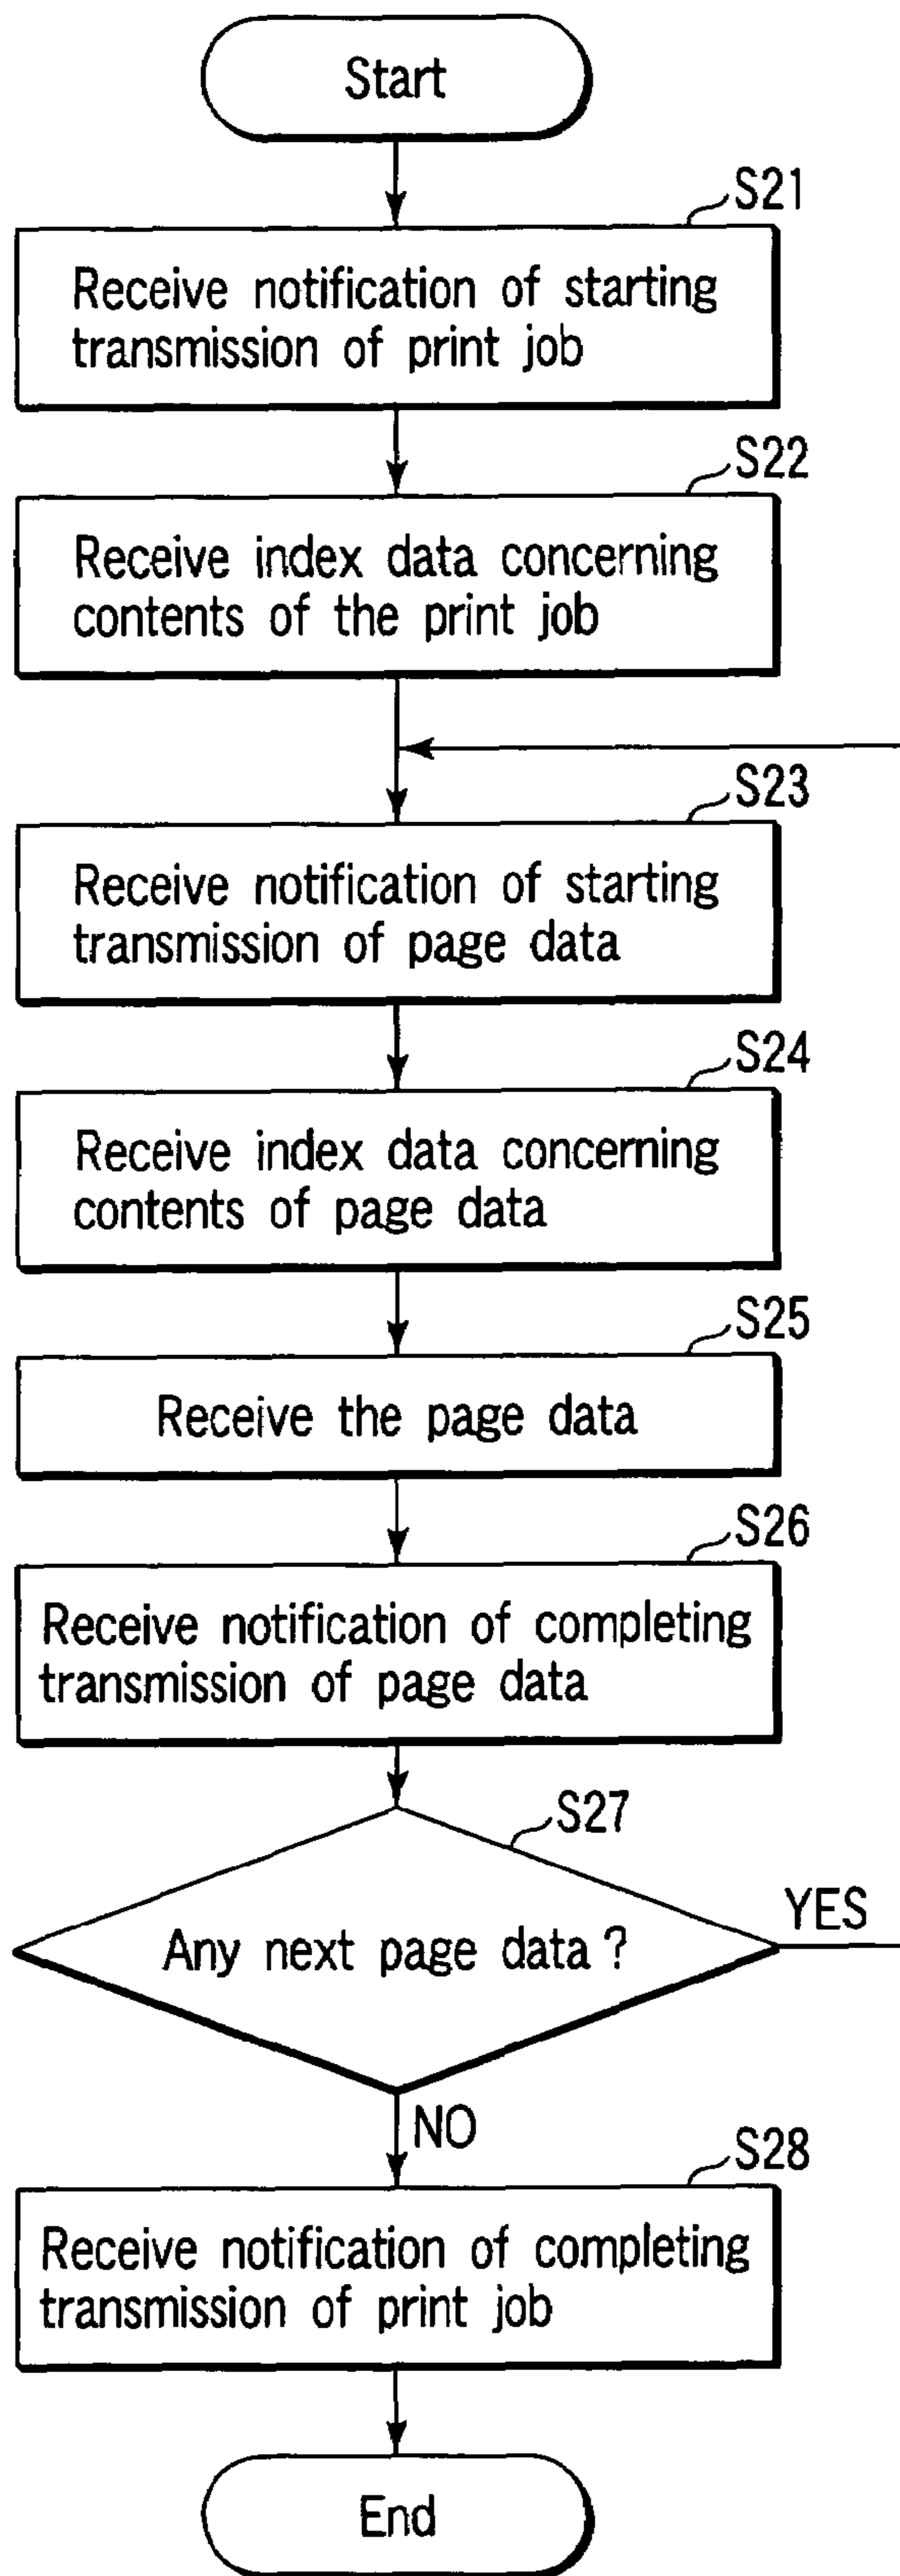 Start
S21
Receive notification of starting
transmission of print job
S22
Receive index data concerning
contents of the print job
S23
Receive notification of starting
transmission of page data
S24
Receive index data concerning
contents of page data
S25
Receive the page data
S26
Receive notification of completing
transmission of page data
S27
Any next page data?
YES
NO
S28
Receive notification of completing
transmission of print job
End